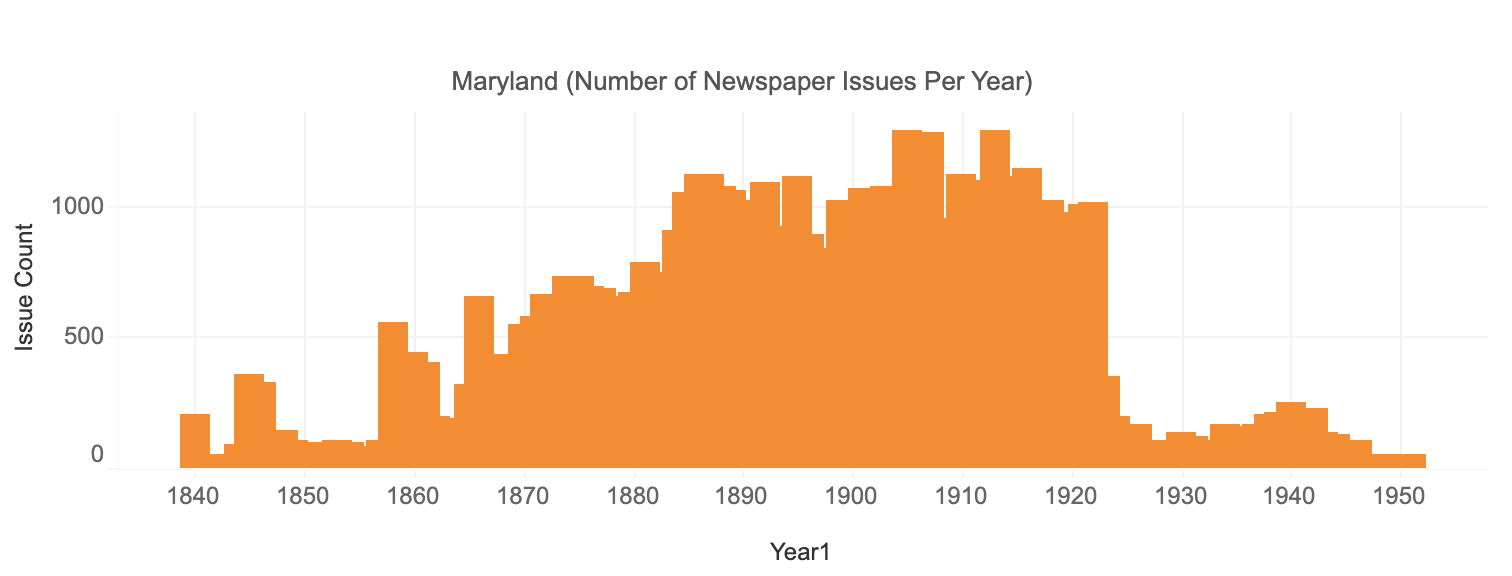 Maryland (Number of Newspaper Issues Per Year)
Issue Count
1000
500
0
1840 1850 1860 1870 1880 1890 1900 1910 1920 1930 1940 1950
Year1